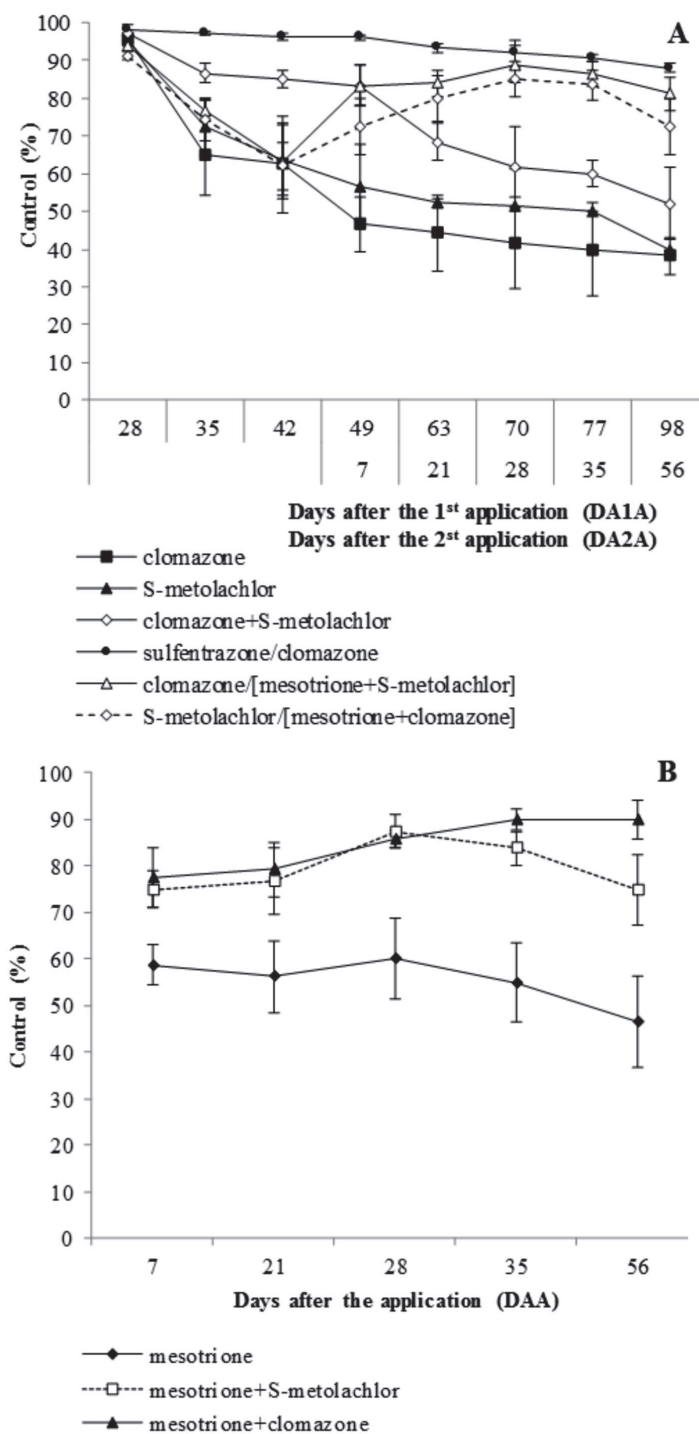 A
Control (%)
100
90
80
70
60
50
40
30
20
10
0
28 35 42 49 63 70 77 98
7 21 28 35 56
Days after the 1st application (DA1A)
Days after the 2st application (DA2A)
clomazone
S-metolachlor
clomazone+S-metolachlor
sulfentrazone/clomazone
clomazone/[mesotrione+S-metolachlor]
S-metolachlor/[mesotrione+clomazone]
B
Control (%)
100
90
80
70
60
50
40
30
20
10
0
7 21 28 35 56
Days after the application (DAA)
mesotrione
mesotrione+S-metolachlor
mesotrione+clomazone